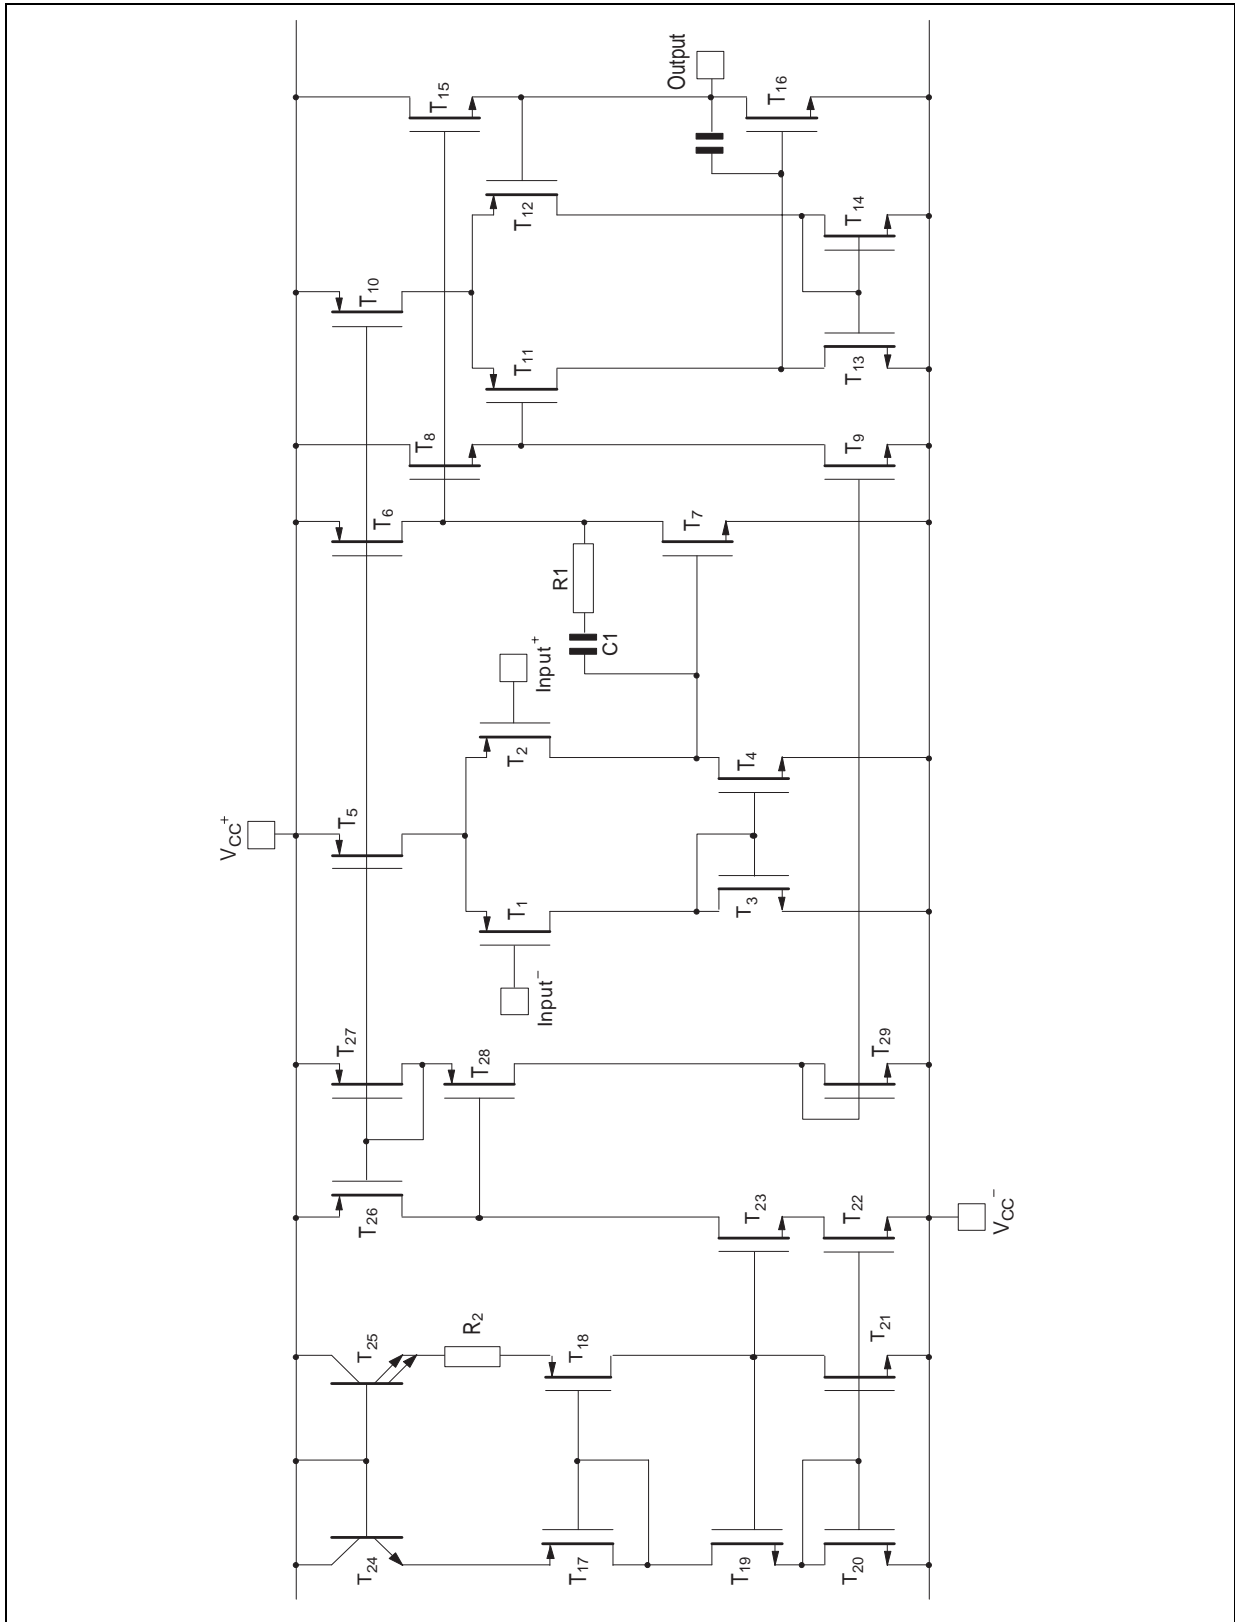 Output
T15
T16
T12
T14
T10
T11
T13
T8
T9
T6
T7
R1
C1
Input+
T2
T4
VCC+
T5
T1
T3
Input−
T27
T28
T29
T26
T23
T22
VCC−
R2
T25
T18
T21
T24
T17
T19
T20